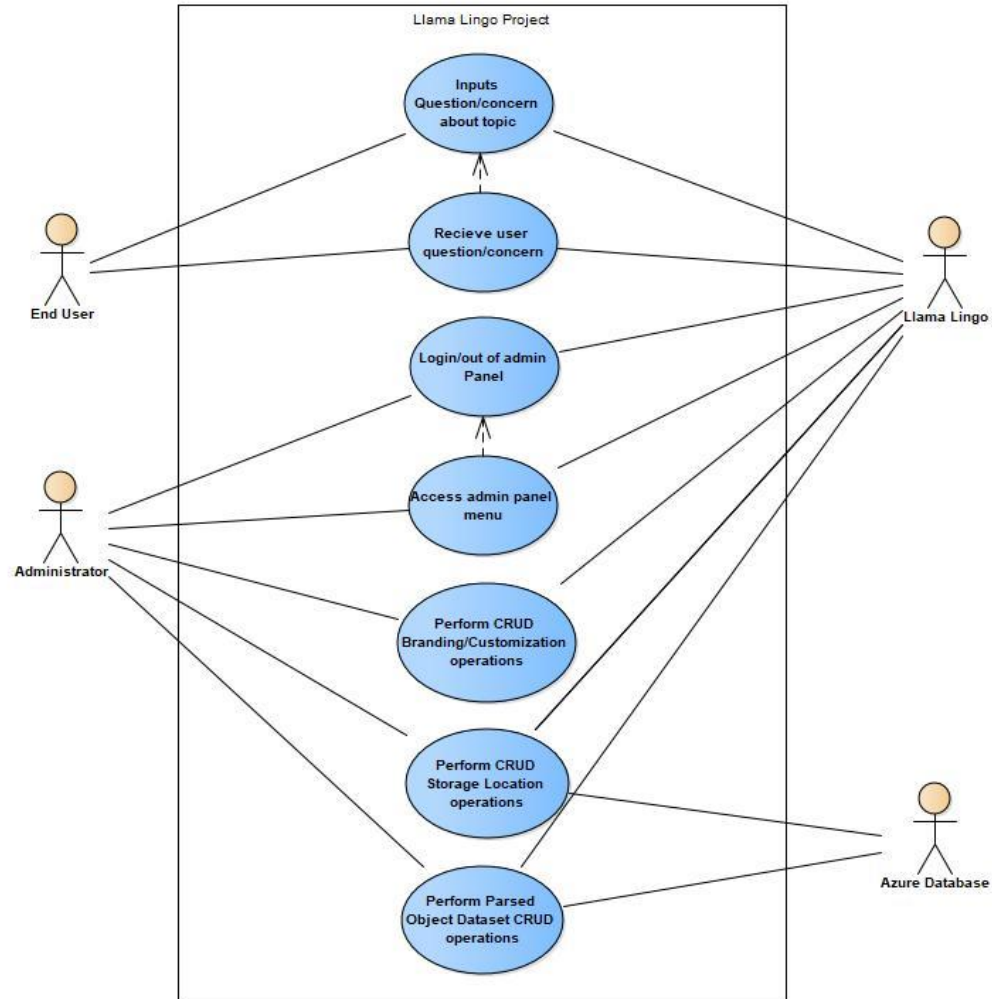 Llama Lingo Project
Inputs
Question/concern
about topic
Recieve user
question/concern
End User
Llama Lingo
Login/out of admin
Panel
Access admin panel
menu
Administrator
Perform CRUD
Branding/Customization
operations
Perform CRUD
Storage Location
operations
Azure Database
Perform Parsed
Object Dataset CRUD
operations